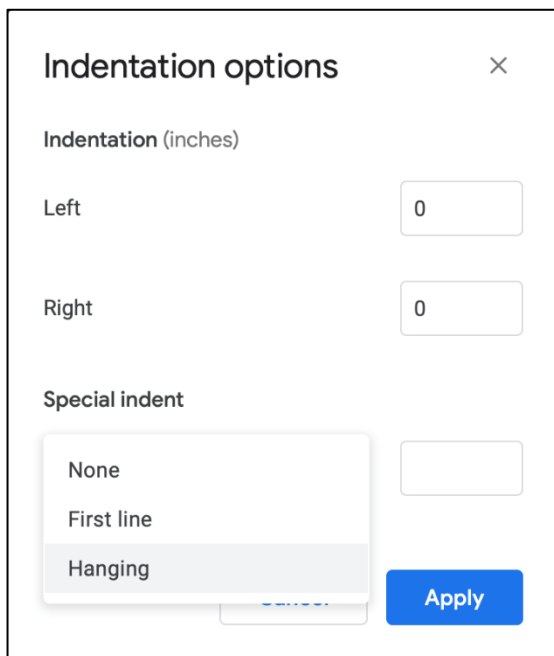 Indentation options
Indentation (inches)
Left 0
Right 0
Special indent
None
First line
Hanging
Apply